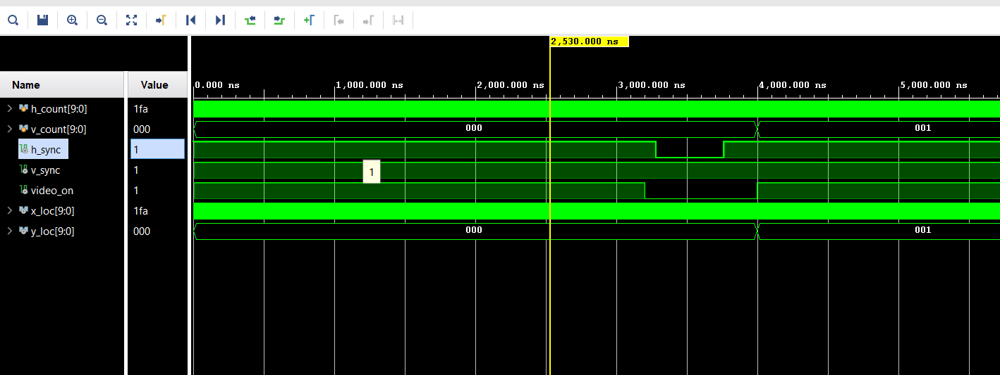 2,530.000 ns
Name Value 0.000 ns 1,000.000 ns 2,000.000 ns 3,000.000 ns 4,000.000 ns 5,000.000 ns
h_count[9:0] 1fa
v_count[9:0] 000 000 001
h_sync 1
v_sync 1 1
video_on 1
x_loc[9:0] 1fa
y_loc[9:0] 000 000 001